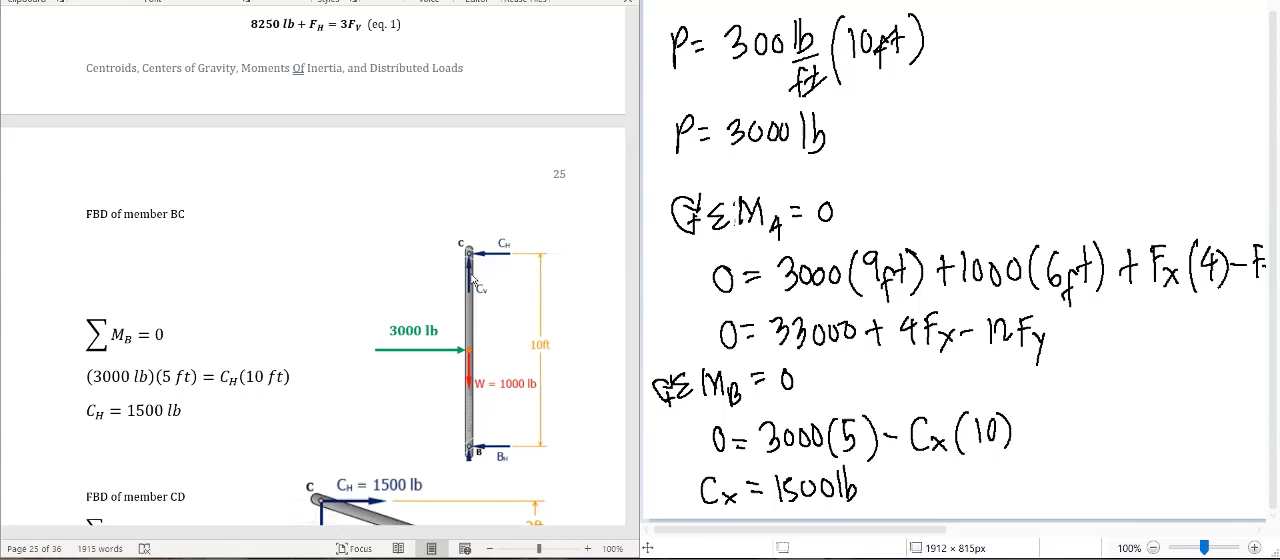 8250 lb + F_H = 3F_V (eq. 1)
Centroids, Centers of Gravity, Moments Of Inertia, and Distributed Loads
25
FBD of member BC
C
C_H
C_V
3000 lb
10ft
W = 1000 lb
B
B_H
∑ M_B = 0
(3000 lb)(5 ft) = C_H(10 ft)
C_H = 1500 lb
FBD of member CD
C
C_H = 1500 lb
Page 25 of 36
1915 words
Focus
100%
P = 300 lb/ft (10ft)
P = 3000 lb
+ Σ M_A = 0
0 = 3000 (9ft) + 1000 (6ft) + F_x (4) -
0 = 33000 + 4F_x - 12F_y
+ Σ M_B = 0
0 = 3000 (5) - C_x (10)
C_x = 1500 lb
1912 × 815px
100%